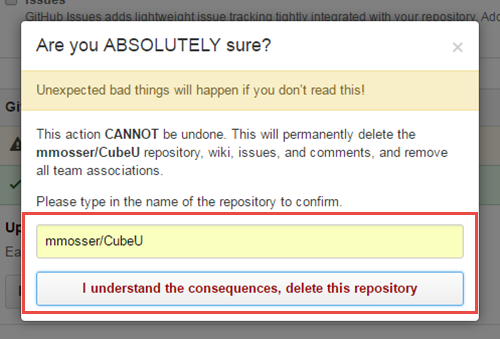 Issues
GitHub Issues adds lightweight issue tracking tightly integrated with your repository. Add
Are you ABSOLUTELY sure?
×
Unexpected bad things will happen if you don't read this!
This action CANNOT be undone. This will permanently delete the
mmosser/CubeU repository, wiki, issues, and comments, and remove
all team associations.
Please type in the name of the repository to confirm.
mmosser/CubeU
I understand the consequences, delete this repository
Git
Up
Ea